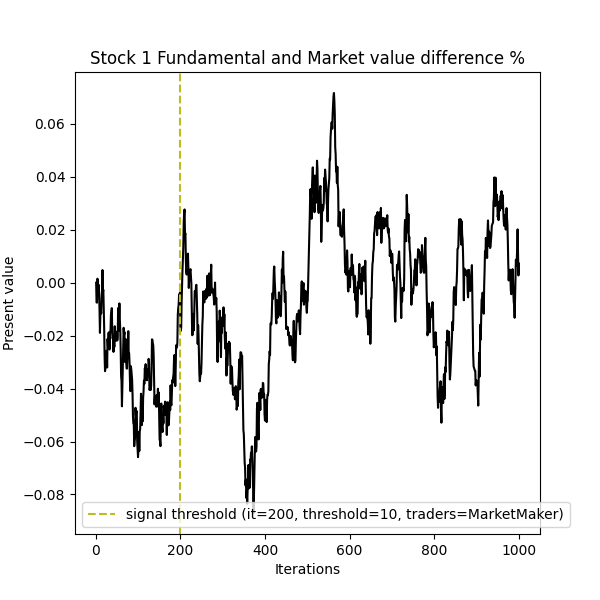 Stock 1 Fundamental and Market value difference %
Present value
0.06
0.04
0.02
0.00
−0.02
−0.04
−0.06
−0.08
signal threshold (it=200, threshold=10, traders=MarketMaker)
0 200 400 600 800 1000
Iterations